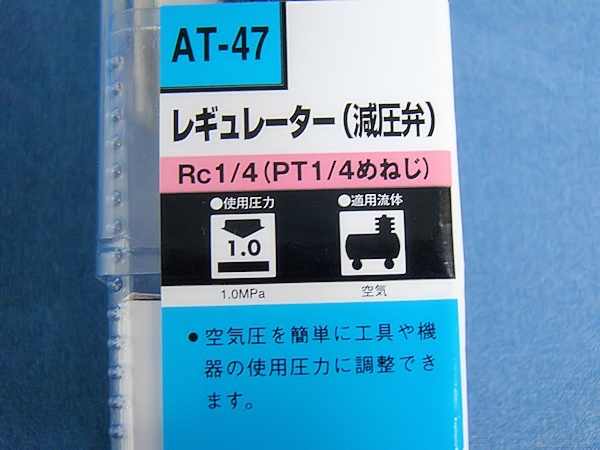 AT-47
レギュレーター(減圧弁)
Rc1/4(PT1/4めねじ)
●使用圧力 ●適用流体
1.0
1.0MPa 空気
●空気圧を簡単に工具や機
器の使用圧力に調整でき
ます。